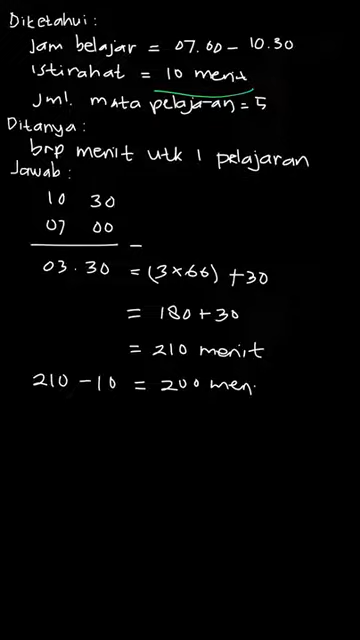 Diketahui:
Jam belajar = 07.00 - 10.30
Istirahat = 10 menit
Jml. mata pelajaran = 5
Ditanya:
brp menit utk 1 pelajaran
Jawab:
10 30
07 00
—
03.30 = (3×60) + 30
= 180 + 30
= 210 menit
210 - 10 = 200 men